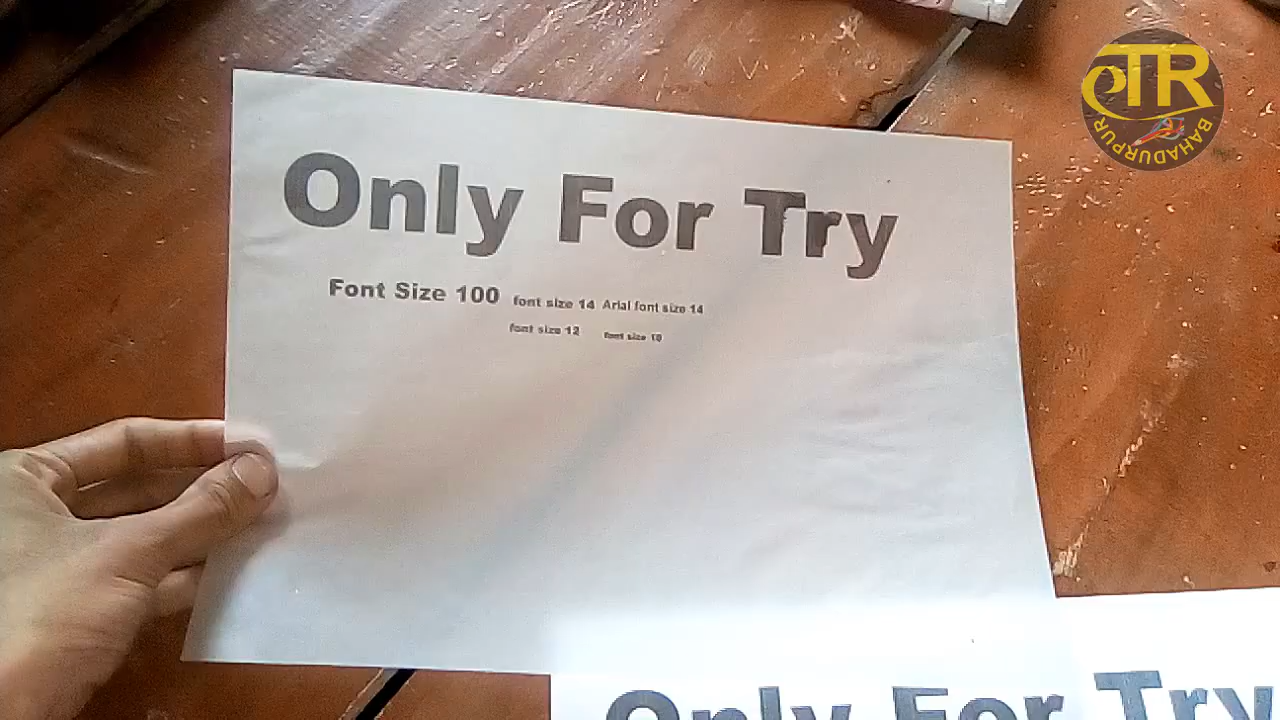 eTR
BAHADURPUR
Only For Try
Font Size 100 font size 14 Arial font size 14
font size 12 font size 10
Only For Try